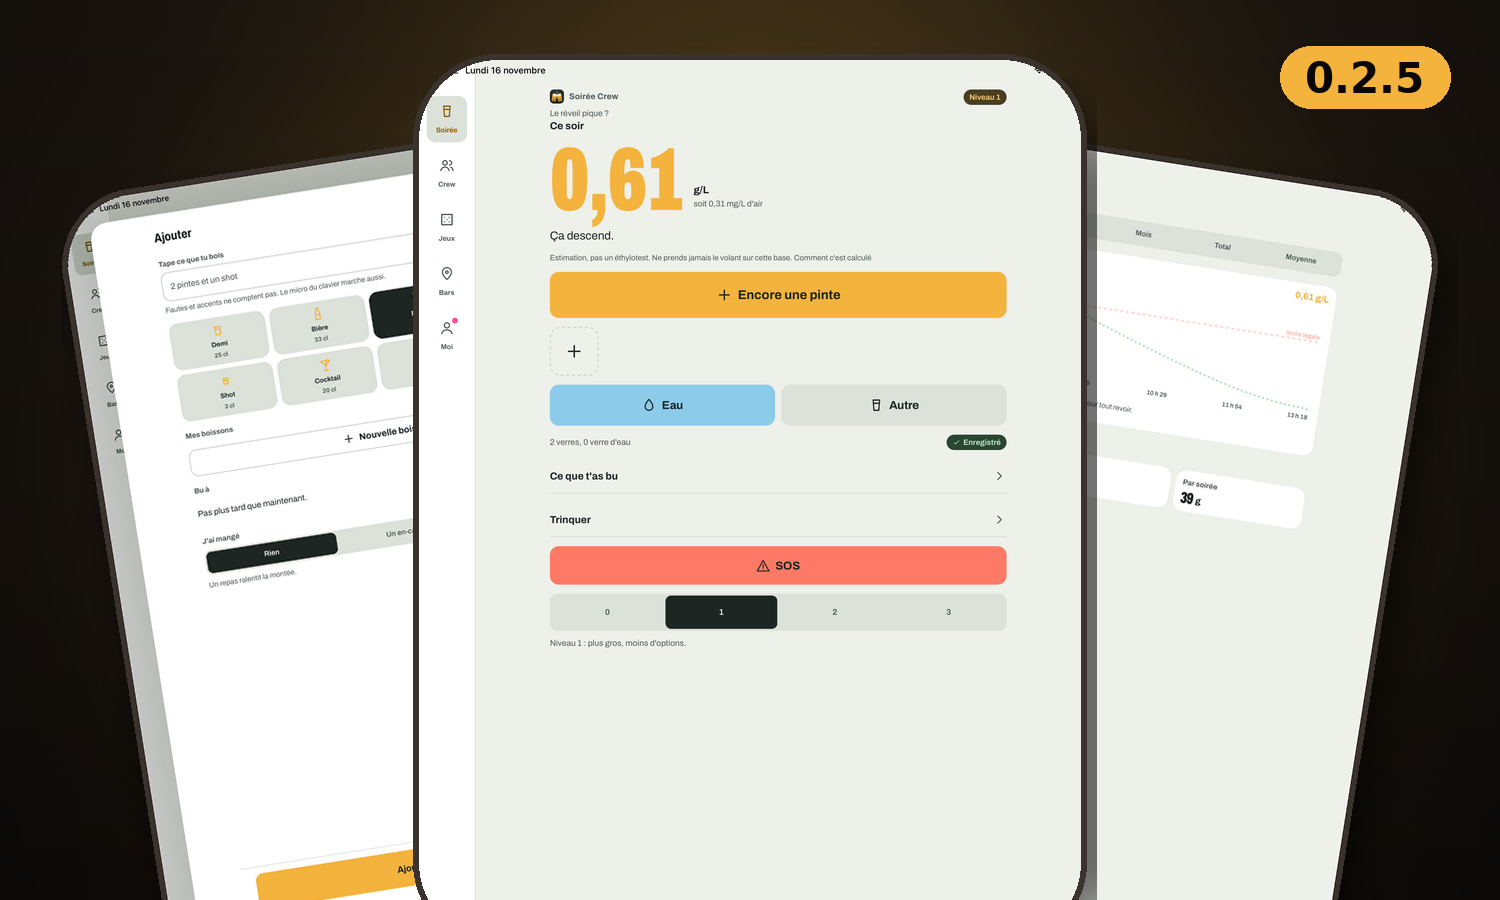 0.2.5
Lundi 16 novembre
Soirée
Crew
Jeux
Bars
Moi
Soirée Crew
Niveau 1
Le réveil pique ?
Ce soir
0,61
g/L
soit 0,31 mg/L d'air
Ça descend.
Estimation, pas un éthylotest. Ne prends jamais le volant sur cette base. Comment c'est calculé
Encore une pinte
Eau
Autre
2 verres, 0 verre d'eau
Enregistré
Ce que t'as bu
Trinquer
SOS
0 1 2 3
Niveau 1 : plus gros, moins d'options.
Lundi 16 novembre
Ajouter
Tape ce que tu bois
2 pintes et un shot
Fautes et accents ne comptent pas. Le micro du clavier marche aussi.
Demi
25 cl
Bière
33 cl
Shot
3 cl
Cocktail
20 cl
Mes boissons
Nouvelle
Bu à
Pas plus tard que maintenant.
J'ai mangé
Rien
Un
Un repas ralentit la montée.
Mois
Total
Moyenne
0,61 g/L
limite légale
10 h 29
11 h 54
13 h 18
pour tout revoir.
Par soirée
39 g